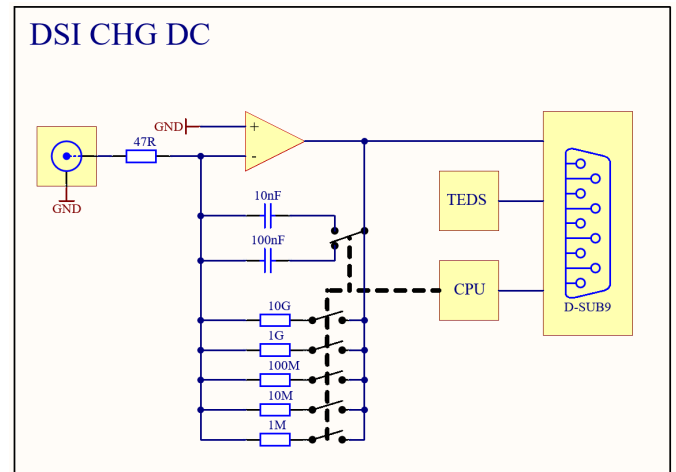 DSI CHG DC
GND
+
47R
-
GND
10nF
TEDS
100nF
CPU
D-SUB9
10G
1G
100M
10M
1M